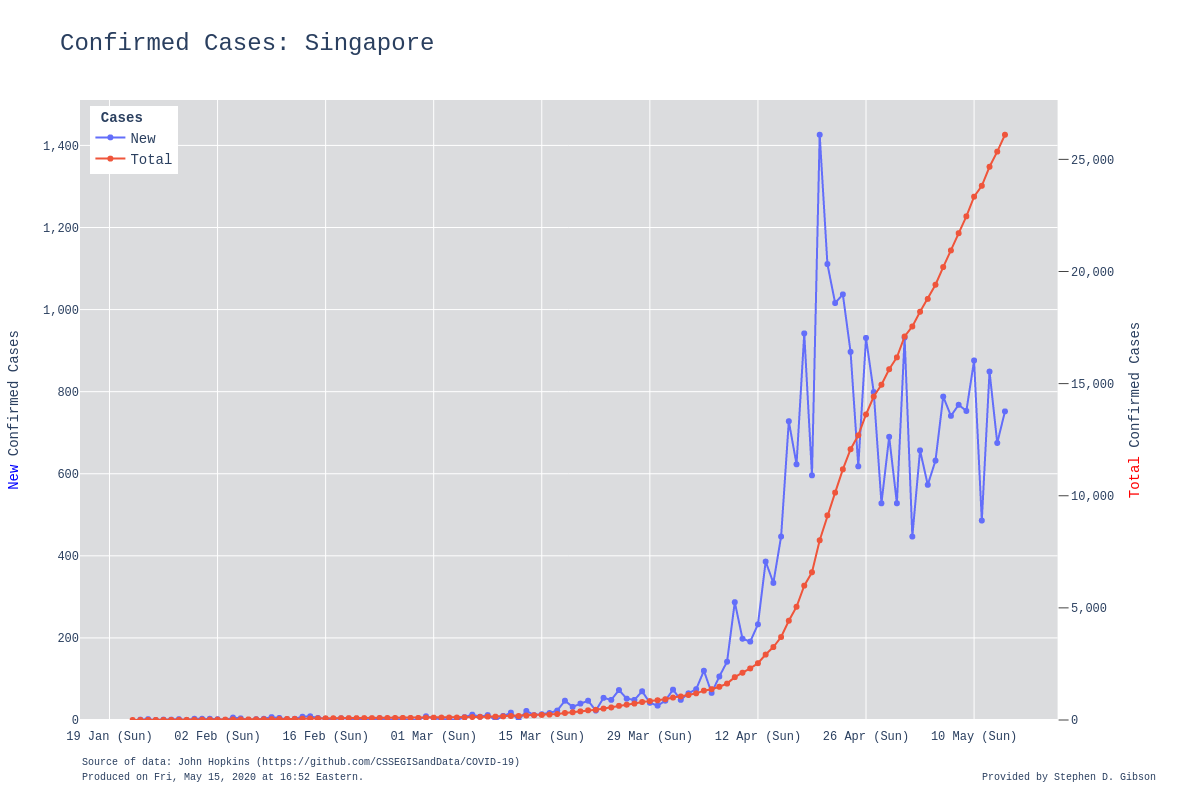 Confirmed Cases: Singapore
Cases
New
Total
1,400
1,200
1,000
800
600
400
200
0
New Confirmed Cases
25,000
20,000
15,000
10,000
5,000
0
Total Confirmed Cases
19 Jan (Sun) 02 Feb (Sun) 16 Feb (Sun) 01 Mar (Sun) 15 Mar (Sun) 29 Mar (Sun) 12 Apr (Sun) 26 Apr (Sun) 10 May (Sun)
Source of data: John Hopkins (https://github.com/CSSEGISandData/COVID-19)
Produced on Fri, May 15, 2020 at 16:52 Eastern.
Provided by Stephen D. Gibson